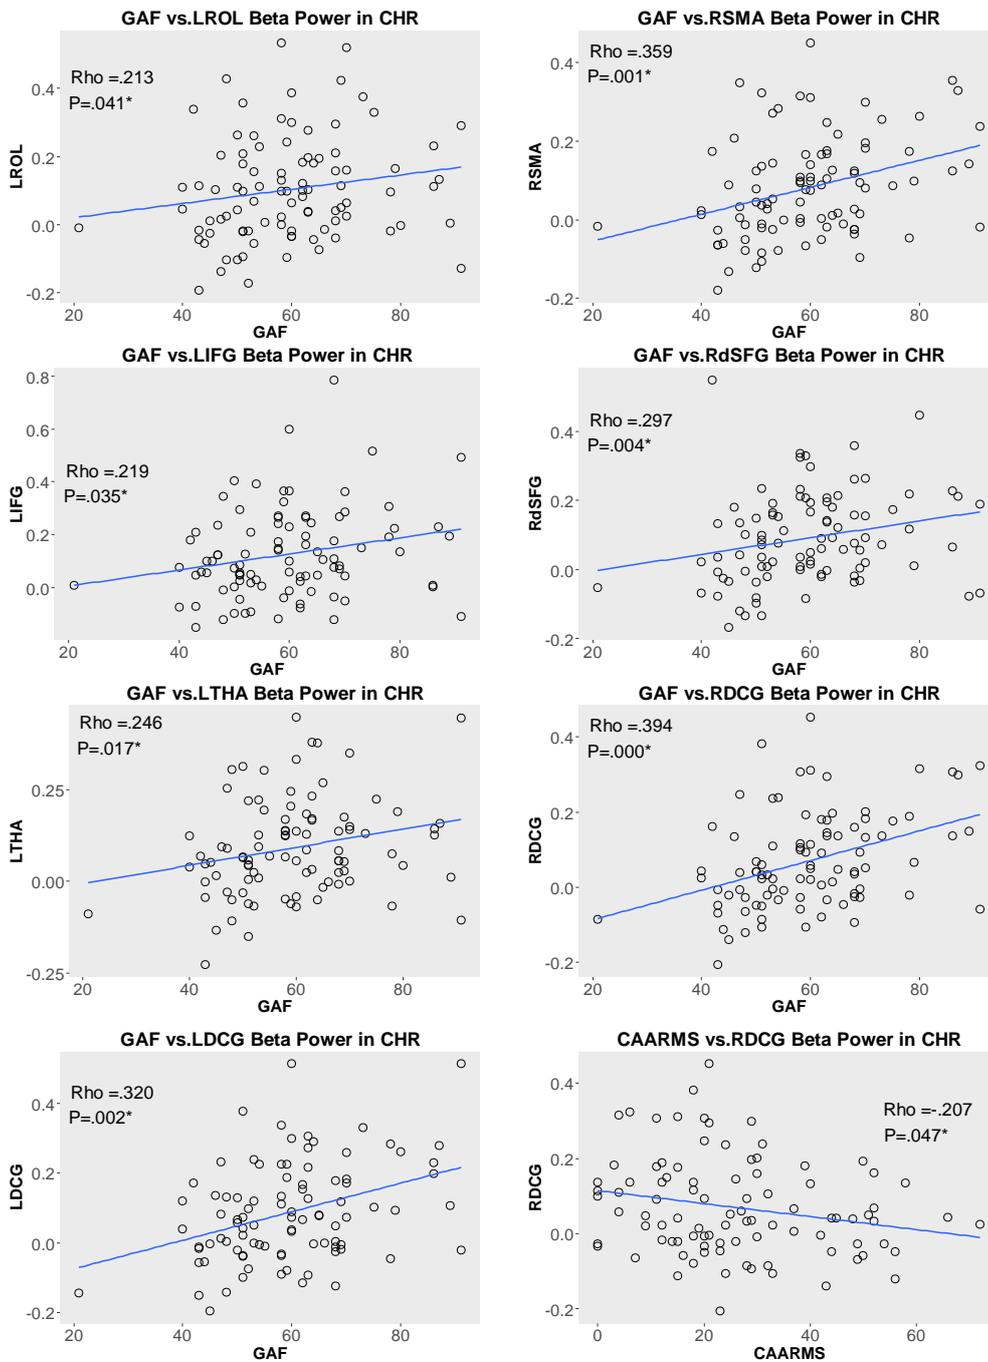 GAF vs.LROL Beta Power in CHR
Rho =.213
P=.041*
LROL
0.4
0.2
0.0
-0.2
20 40 60 80
GAF
GAF vs.RSMA Beta Power in CHR
Rho =.359
P=.001*
RSMA
0.4
0.2
0.0
-0.2
20 40 60 80
GAF
GAF vs.LIFG Beta Power in CHR
Rho =.219
P=.035*
LIFG
0.8
0.6
0.4
0.2
0.0
20 40 60 80
GAF
GAF vs.RdSFG Beta Power in CHR
Rho =.297
P=.004*
RdSFG
0.4
0.2
0.0
-0.2
20 40 60 80
GAF
GAF vs.LTHA Beta Power in CHR
Rho =.246
P=.017*
LTHA
0.25
0.00
-0.25
20 40 60 80
GAF
GAF vs.RDCG Beta Power in CHR
Rho =.394
P=.000*
RDCG
0.4
0.2
0.0
-0.2
20 40 60 80
GAF
GAF vs.LDCG Beta Power in CHR
Rho =.320
P=.002*
LDCG
0.4
0.2
0.0
-0.2
20 40 60 80
GAF
CAARMS vs.RDCG Beta Power in CHR
Rho =-.207
P=.047*
RDCG
0.4
0.2
0.0
-0.2
0 20 40 60
CAARMS